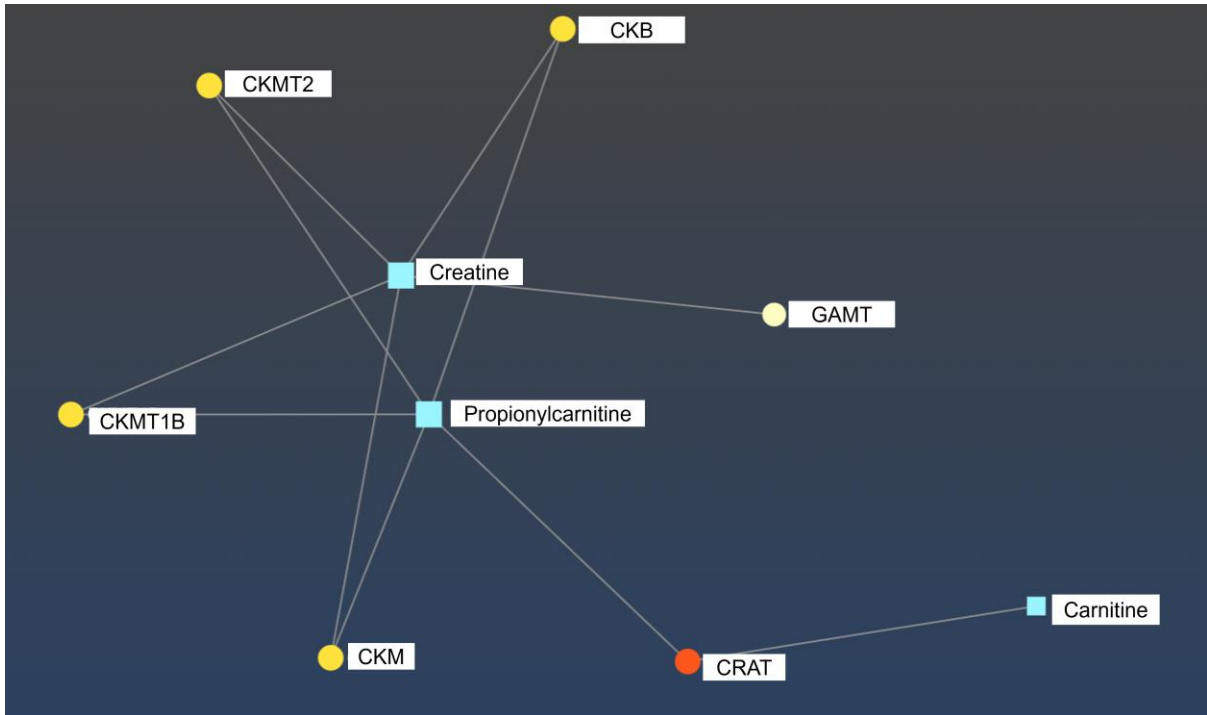 CKB
CKMT2
Creatine
GAMT
Propionylcarnitine
CKMT1B
Carnitine
CKM
CRAT